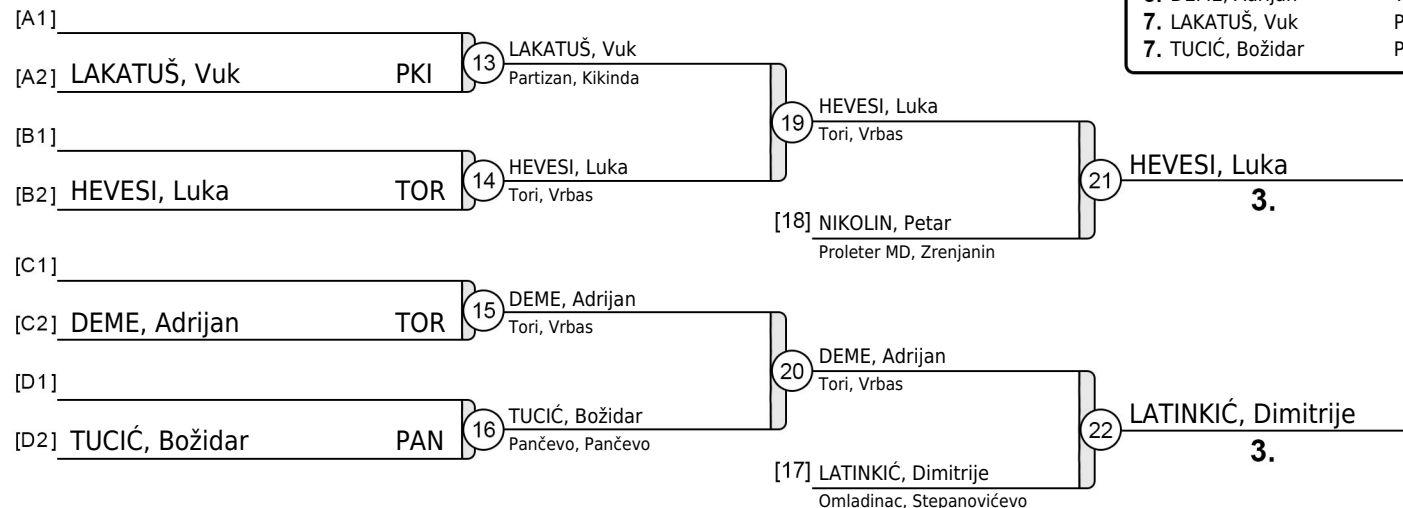 7. LAKATUŠ, Vuk P
7. TUCIĆ, Božidar P
[A1]
[A2] LAKATUŠ, Vuk PKI
13
LAKATUŠ, Vuk
Partizan, Kikinda
[B1]
[B2] HEVESI, Luka TOR
14
HEVESI, Luka
Tori, Vrbas
19
HEVESI, Luka
Tori, Vrbas
[18] NIKOLIN, Petar
Proleter MD, Zrenjanin
21
HEVESI, Luka
3.
[C1]
[C2] DEME, Adrijan TOR
15
DEME, Adrijan
Tori, Vrbas
[D1]
[D2] TUCIĆ, Božidar PAN
16
TUCIĆ, Božidar
Pančevo, Pančevo
20
DEME, Adrijan
Tori, Vrbas
[17] LATINKIĆ, Dimitrije
Omladinac, Stepanovićevo
22
LATINKIĆ, Dimitrije
3.